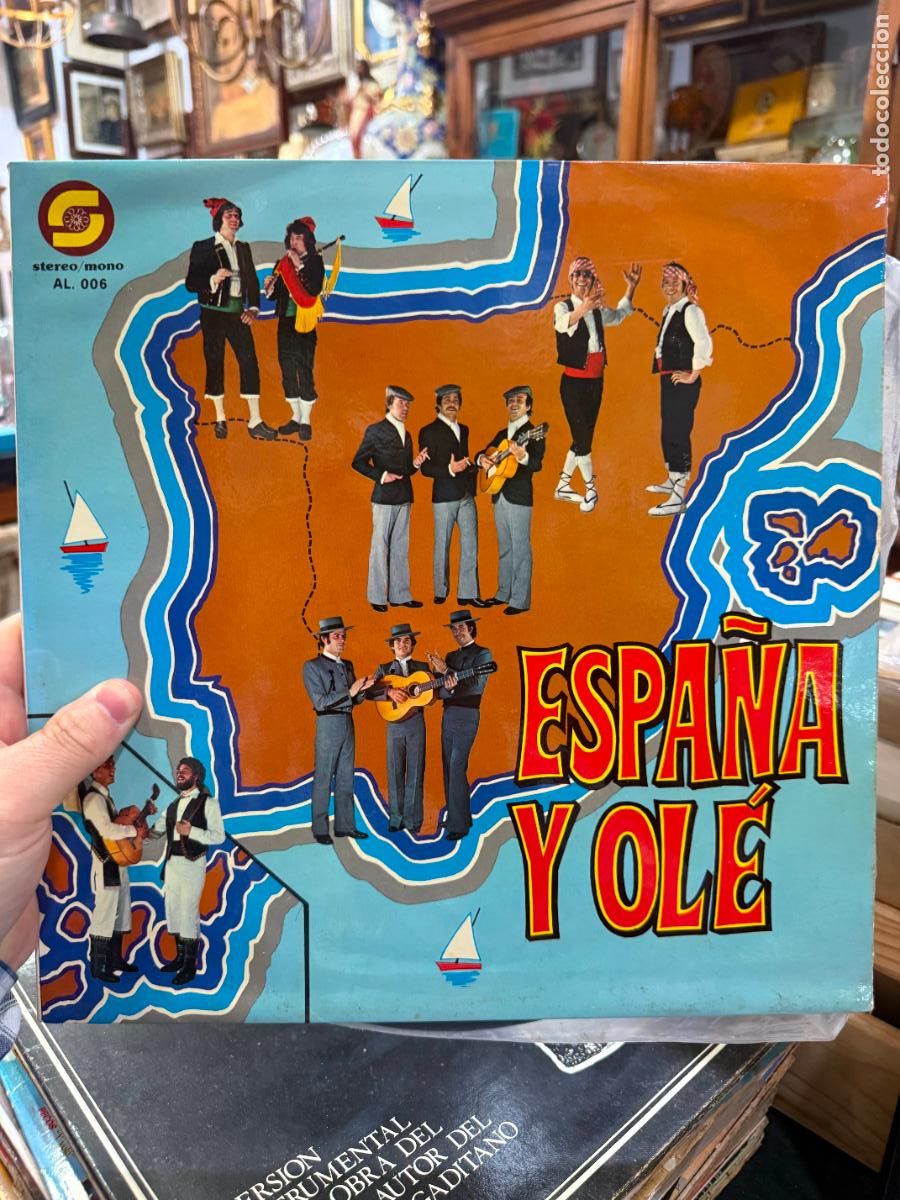 todocoleccion
stereo/mono
AL. 006
ESPAÑA
Y OLÉ
VERSION
INSTRUMENTAL
OBRA DEL
AUTOR DEL
GADITANO